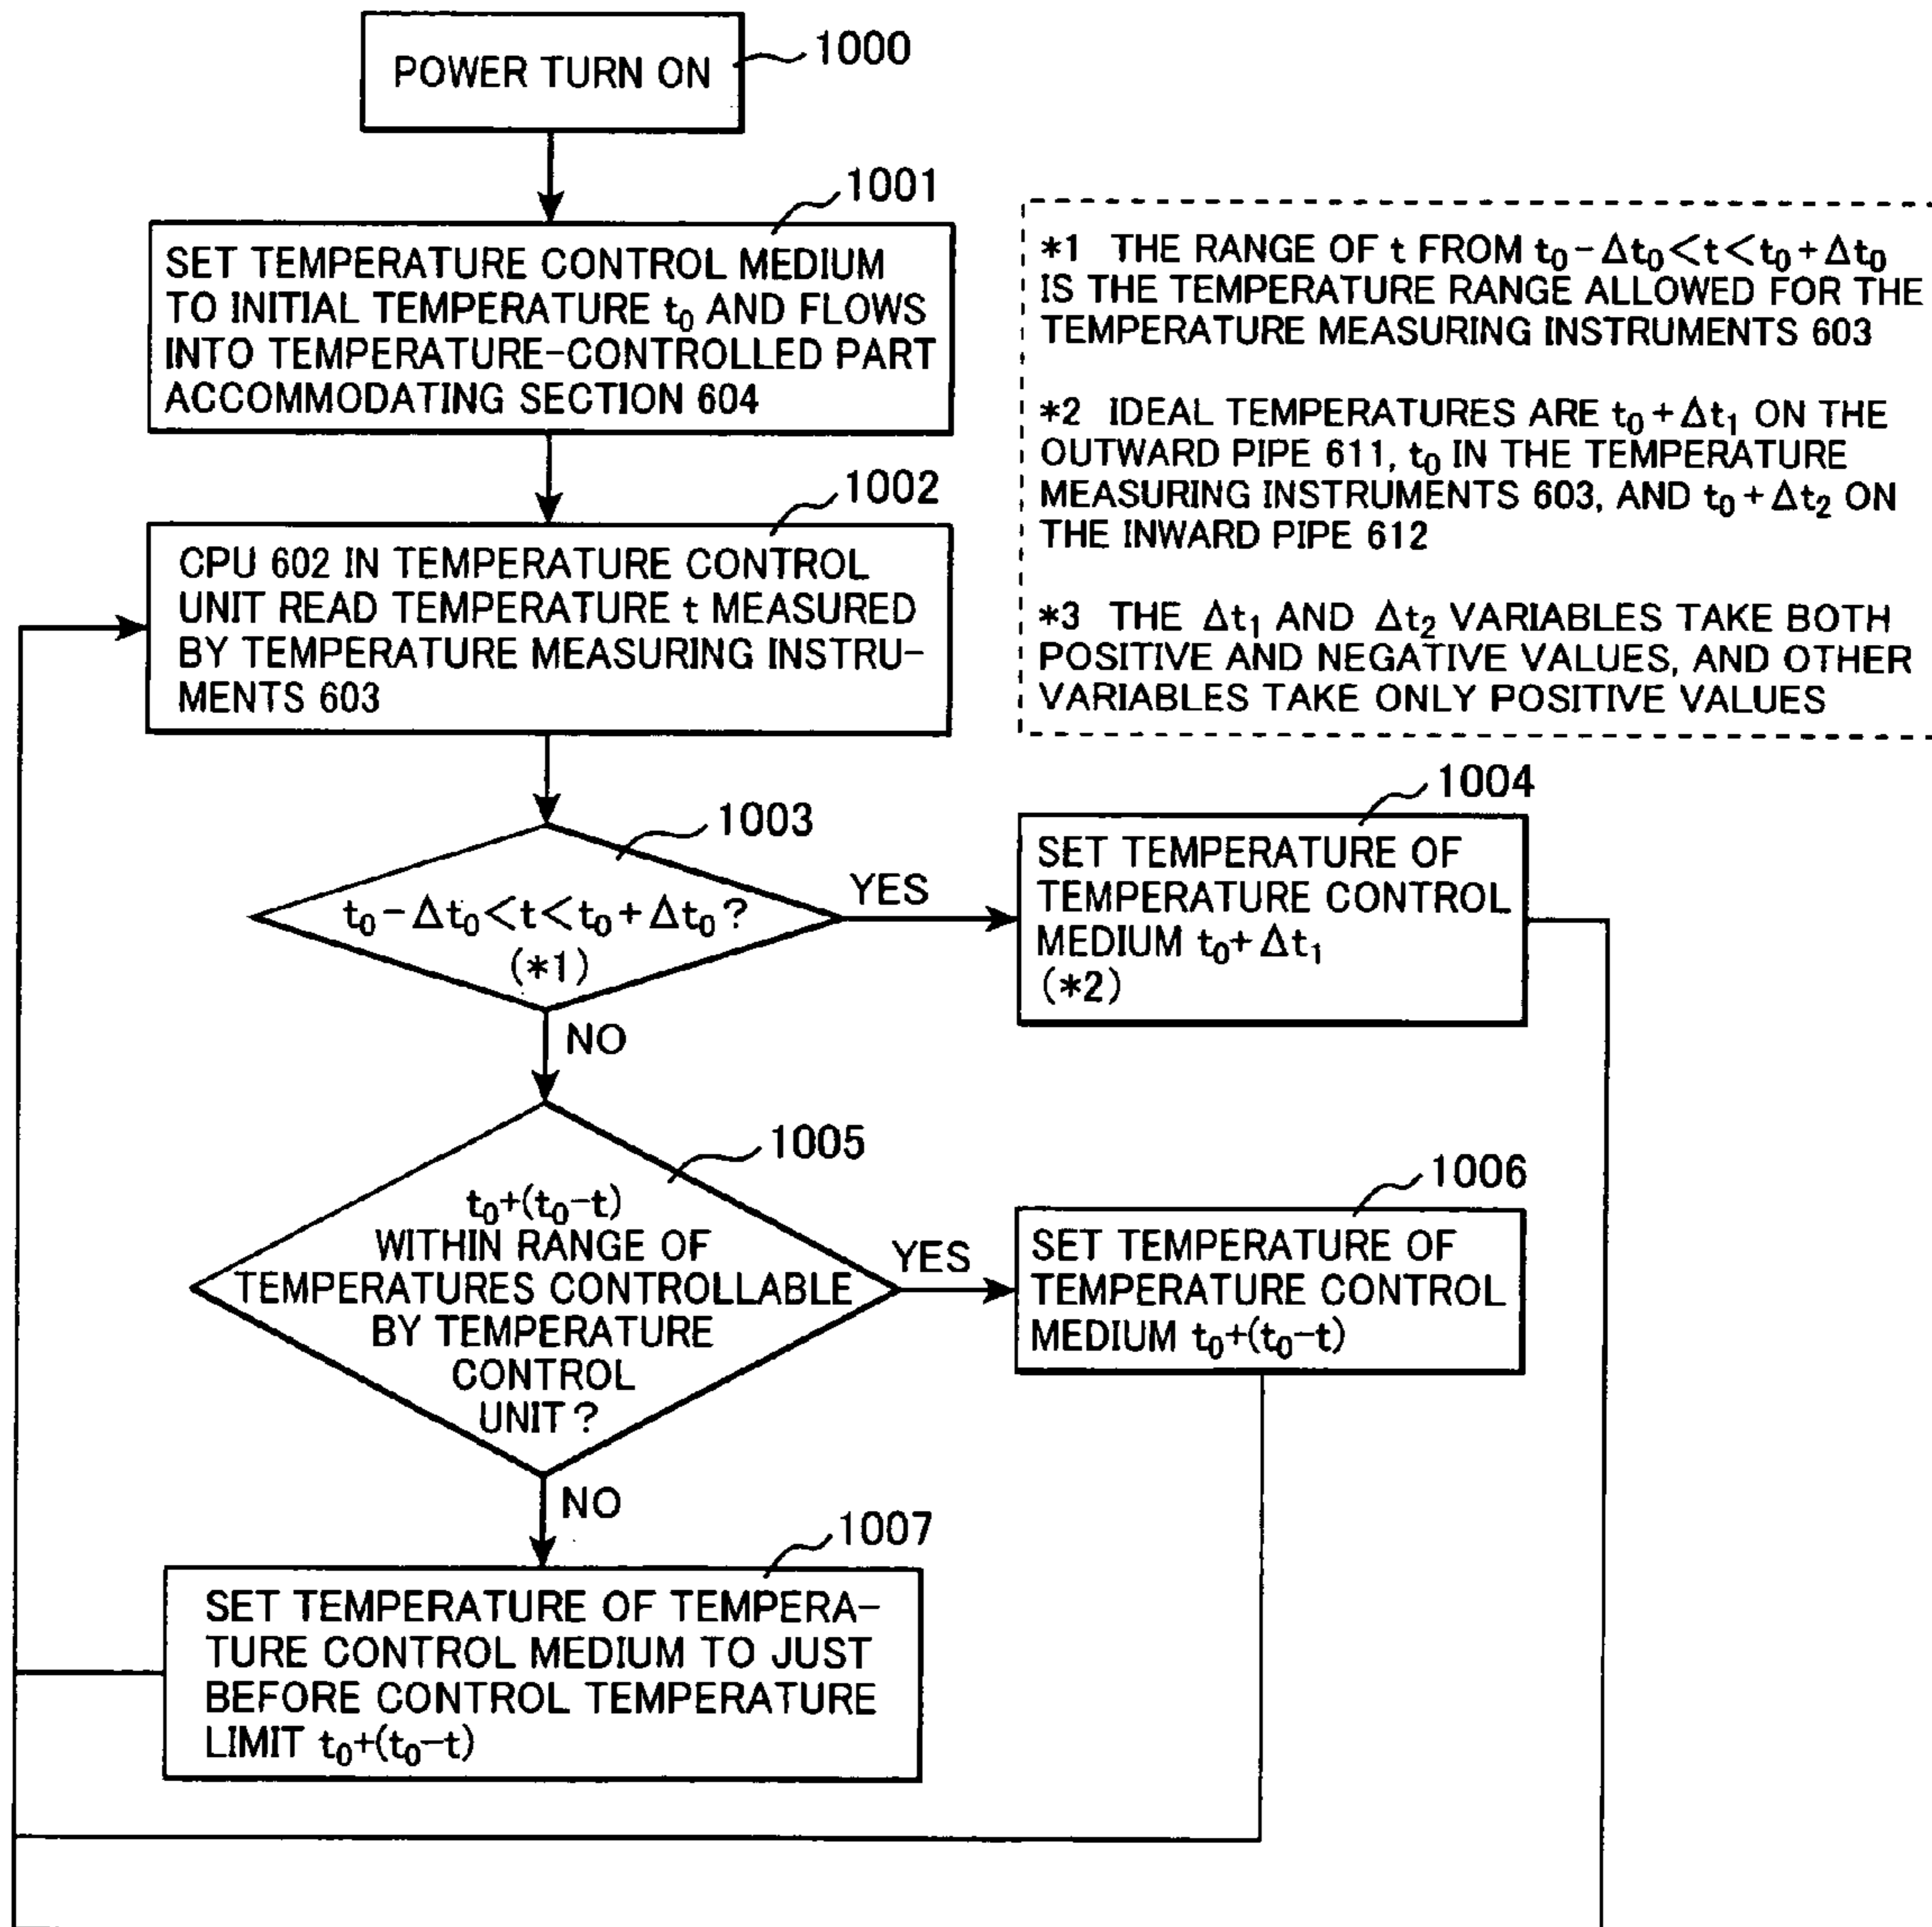 POWER TURN ON
1000
1001
SET TEMPERATURE CONTROL MEDIUM
TO INITIAL TEMPERATURE t₀ AND FLOWS
INTO TEMPERATURE-CONTROLLED PART
ACCOMMODATING SECTION 604
*1 THE RANGE OF t FROM t₀-Δt₀<t<t₀+Δt₀
IS THE TEMPERATURE RANGE ALLOWED FOR THE
TEMPERATURE MEASURING INSTRUMENTS 603
*2 IDEAL TEMPERATURES ARE t₀+Δt₁ ON THE
OUTWARD PIPE 611, t₀ IN THE TEMPERATURE
MEASURING INSTRUMENTS 603, AND t₀+Δt₂ ON
THE INWARD PIPE 612
*3 THE Δt₁ AND Δt₂ VARIABLES TAKE BOTH
POSITIVE AND NEGATIVE VALUES, AND OTHER
VARIABLES TAKE ONLY POSITIVE VALUES
1002
CPU 602 IN TEMPERATURE CONTROL
UNIT READ TEMPERATURE t MEASURED
BY TEMPERATURE MEASURING INSTRU-
MENTS 603
1003
t₀-Δt₀<t<t₀+Δt₀?
(*1)
YES
NO
1004
SET TEMPERATURE OF
TEMPERATURE CONTROL
MEDIUM t₀+Δt₁
(*2)
1005
t₀+(t₀-t)
WITHIN RANGE OF
TEMPERATURES CONTROLLABLE
BY TEMPERATURE
CONTROL
UNIT?
YES
NO
1006
SET TEMPERATURE OF
TEMPERATURE CONTROL
MEDIUM t₀+(t₀-t)
1007
SET TEMPERATURE OF TEMPERA-
TURE CONTROL MEDIUM TO JUST
BEFORE CONTROL TEMPERATURE
LIMIT t₀+(t₀-t)